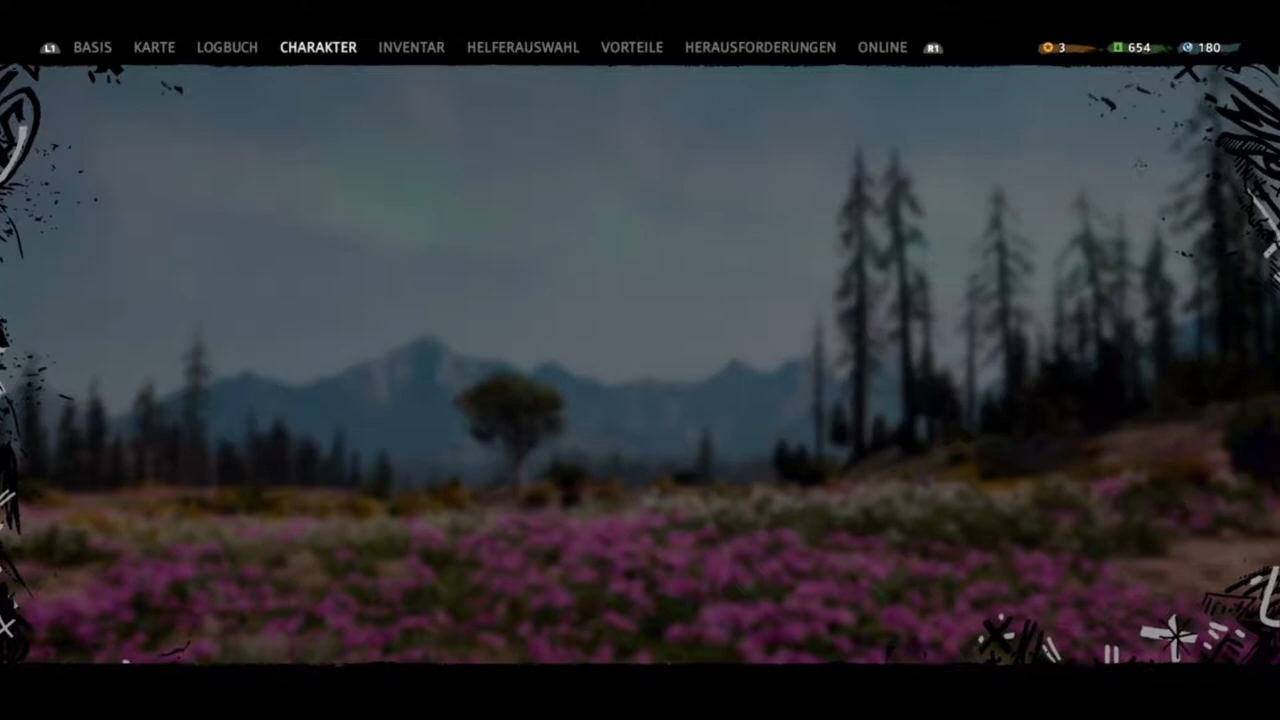 L1 BASIS KARTE LOGBUCH CHARAKTER INVENTAR HELFERAUSWAHL VORTEILE HERAUSFORDERUNGEN ONLINE R1 3 654 180